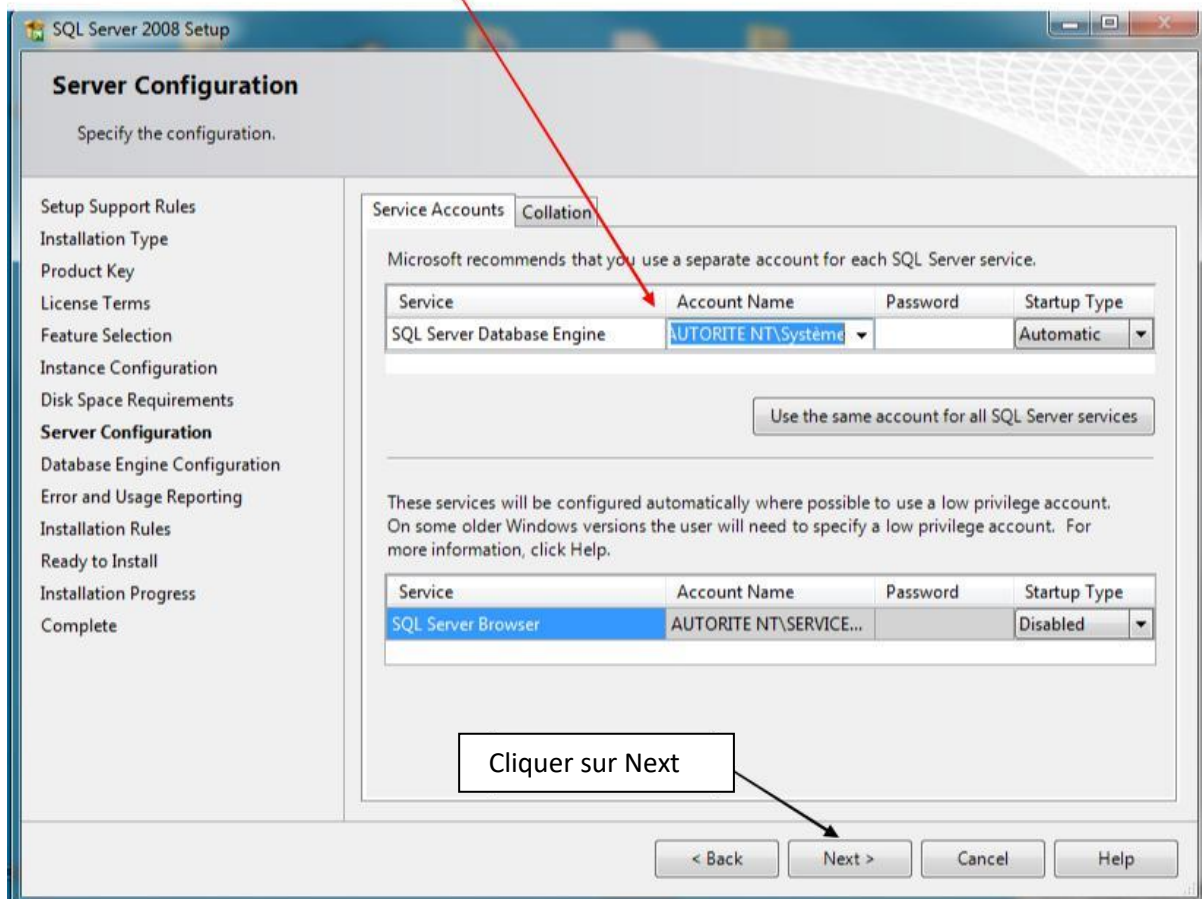 SQL Server 2008 Setup
Server Configuration
Specify the configuration.
Setup Support Rules
Installation Type
Product Key
License Terms
Feature Selection
Instance Configuration
Disk Space Requirements
Server Configuration
Database Engine Configuration
Error and Usage Reporting
Installation Rules
Ready to Install
Installation Progress
Complete
Service Accounts Collation
Microsoft recommends that you use a separate account for each SQL Server service.
Service Account Name Password Startup Type
SQL Server Database Engine AUTORITE NT\Système Automatic
Use the same account for all SQL Server services
These services will be configured automatically where possible to use a low privilege account.
On some older Windows versions the user will need to specify a low privilege account. For
more information, click Help.
Service Account Name Password Startup Type
SQL Server Browser AUTORITE NT\SERVICE... Disabled
Cliquer sur Next
< Back Next > Cancel Help